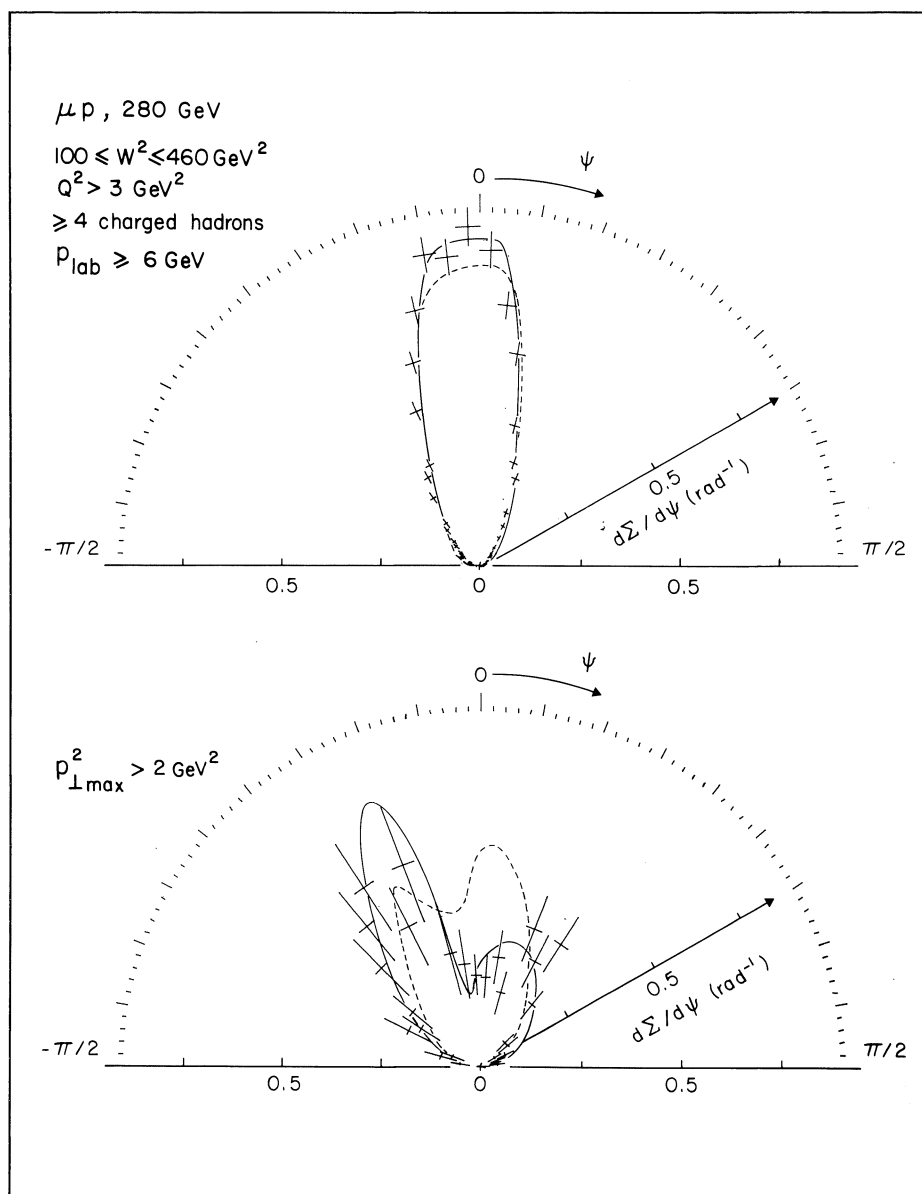 μp, 280 GeV
100 ≤ W² ≤ 460 GeV²
Q² > 3 GeV²
≥ 4 charged hadrons
p_lab ≥ 6 GeV
0
ψ
0.5
dΣ/dψ (rad⁻¹)
-π/2
π/2
0.5
0
0.5
0
ψ
p²_⊥max > 2 GeV²
0.5
dΣ/dψ (rad⁻¹)
-π/2
π/2
0.5
0
0.5